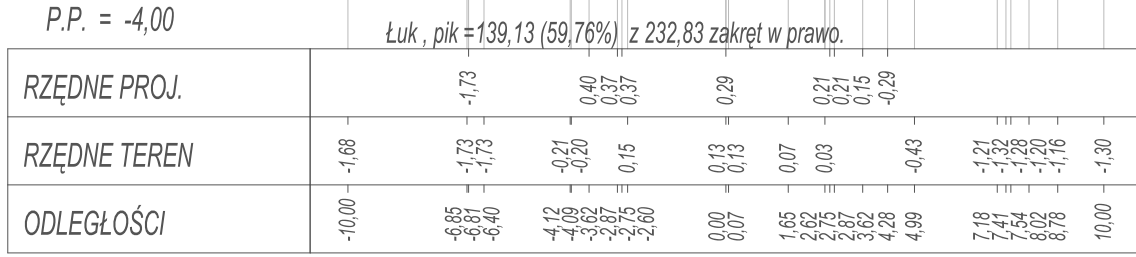 P.P. = -4,00
Łuk , pik =139,13 (59,76%) z 232,83 zakręt w prawo.
RZĘDNE PROJ. -1,73 0,40 0,37 0,37 0,29 0,21 0,21 0,15 -0,29
RZĘDNE TEREN -1,68 -1,73 -1,73 -0,21 -0,20 0,15 0,13 0,13 0,07 0,03 -0,43 -1,21 -1,32 -1,28 -1,20 -1,16 -1,30
ODLEGŁOŚCI -10,00 -6,85 -6,81 -6,40 -4,12 -4,09 -3,62 -2,87 -2,75 -2,60 0,00 0,07 1,65 2,62 2,75 2,87 3,62 4,28 4,99 7,18 7,41 7,54 8,02 8,78 10,00